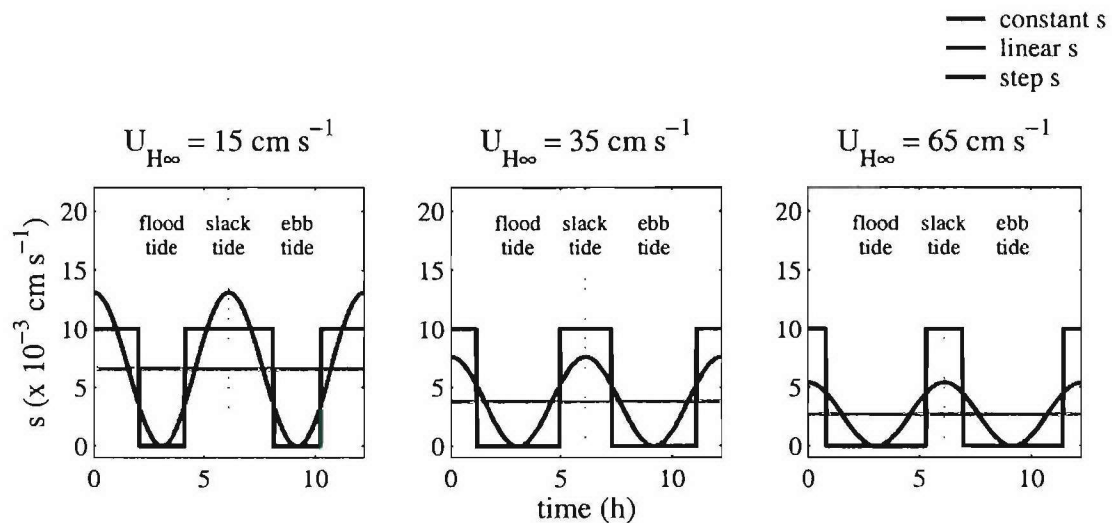 constant s
linear s
step s
U_H∞ = 15 cm s⁻¹
U_H∞ = 35 cm s⁻¹
U_H∞ = 65 cm s⁻¹
s (x 10⁻³ cm s⁻¹)
20
15
10
5
0
flood tide
slack tide
ebb tide
0
5
10
20
15
10
5
0
flood tide
slack tide
ebb tide
0
5
10
20
15
10
5
0
flood tide
slack tide
ebb tide
0
5
10
time (h)